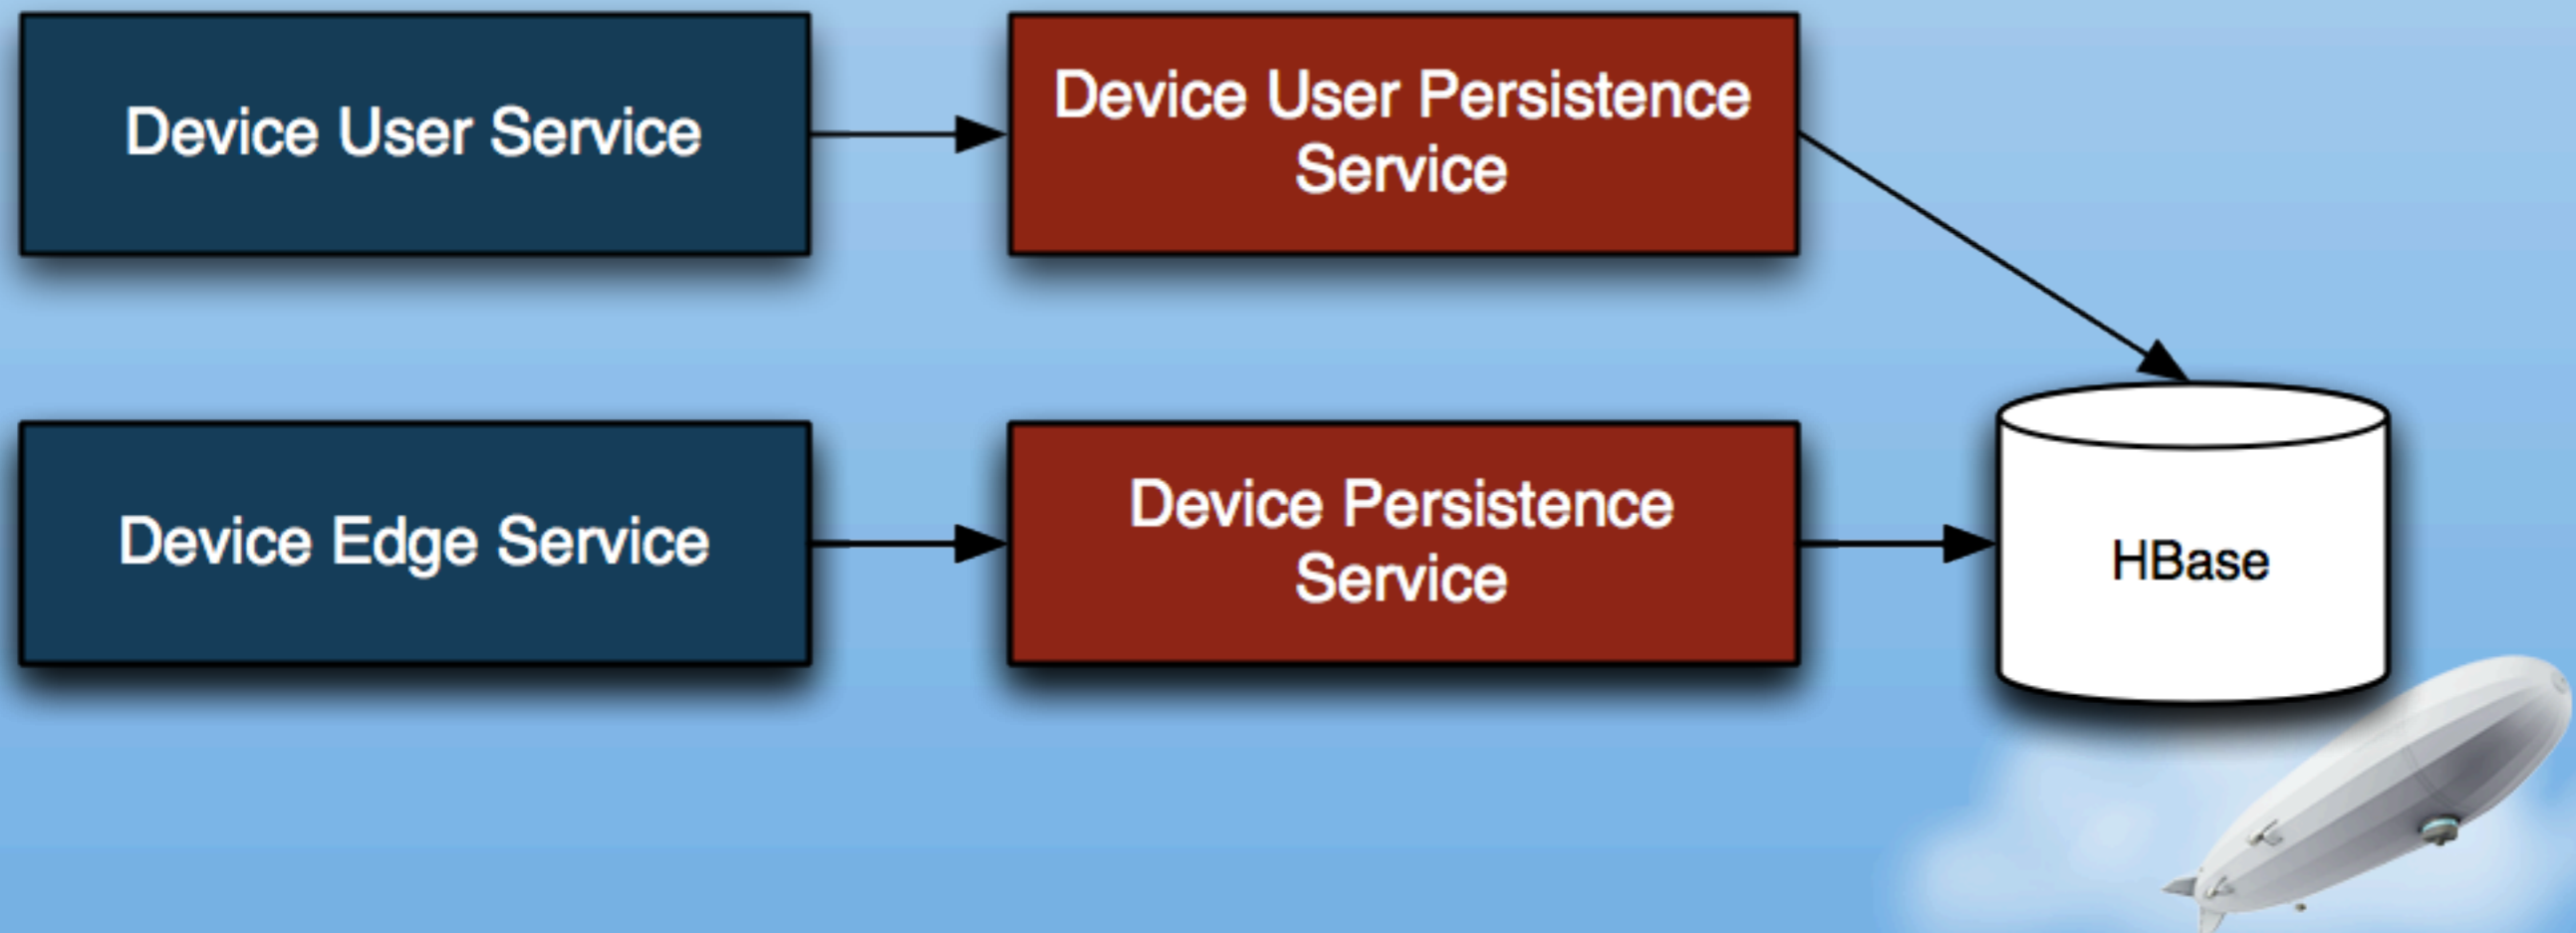 Device User Service
Device User Persistence
Service
Device Edge Service
Device Persistence
Service
HBase